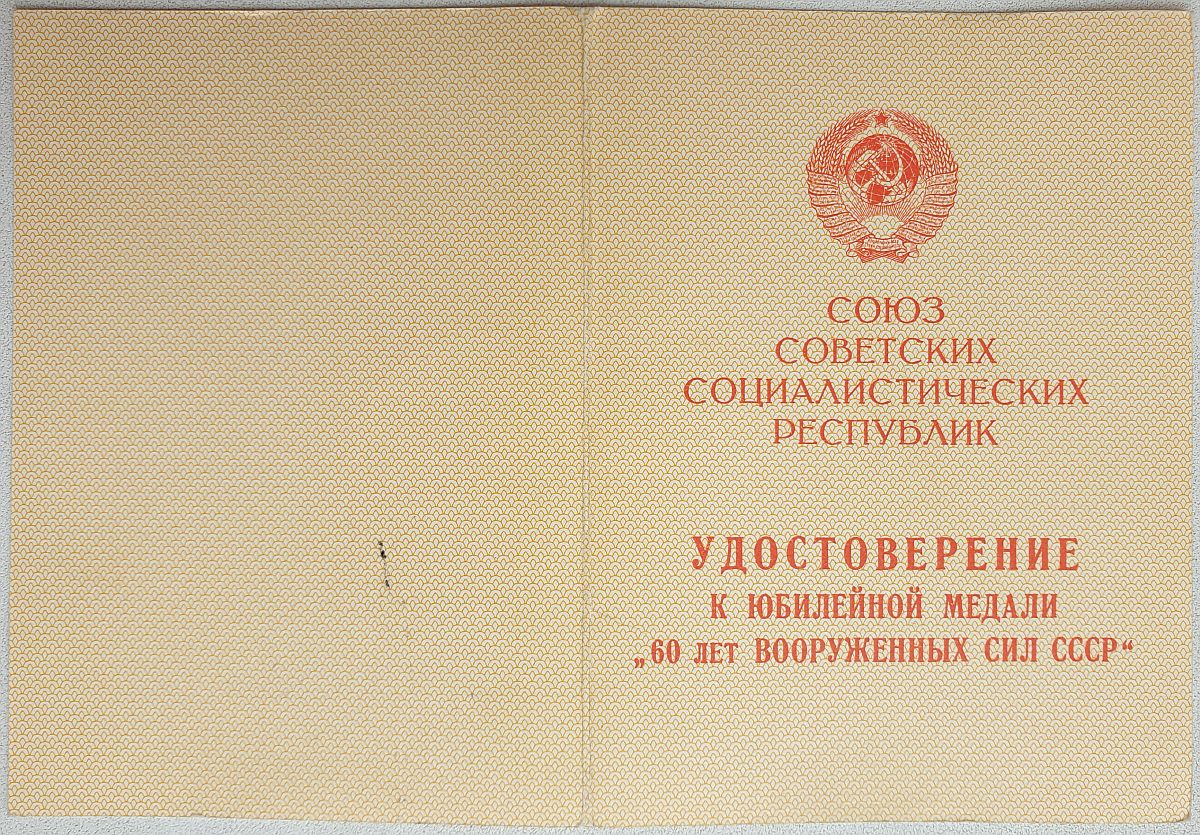 СОЮЗ
СОВЕТСКИХ
СОЦИАЛИСТИЧЕСКИХ
РЕСПУБЛИК
УДОСТОВЕРЕНИЕ
К ЮБИЛЕЙНОЙ МЕДАЛИ
„60 ЛЕТ ВООРУЖЕННЫХ СИЛ СССР“